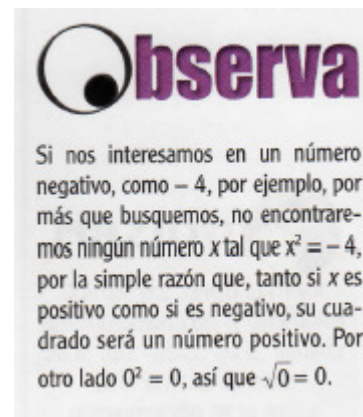 Observa
Si nos interesamos en un número
negativo, como – 4, por ejemplo, por
más que busquemos, no encontrare-
mos ningún número x tal que x² = – 4,
por la simple razón que, tanto si x es
positivo como si es negativo, su cua-
drado será un número positivo. Por
otro lado 0² = 0, así que √0 = 0.